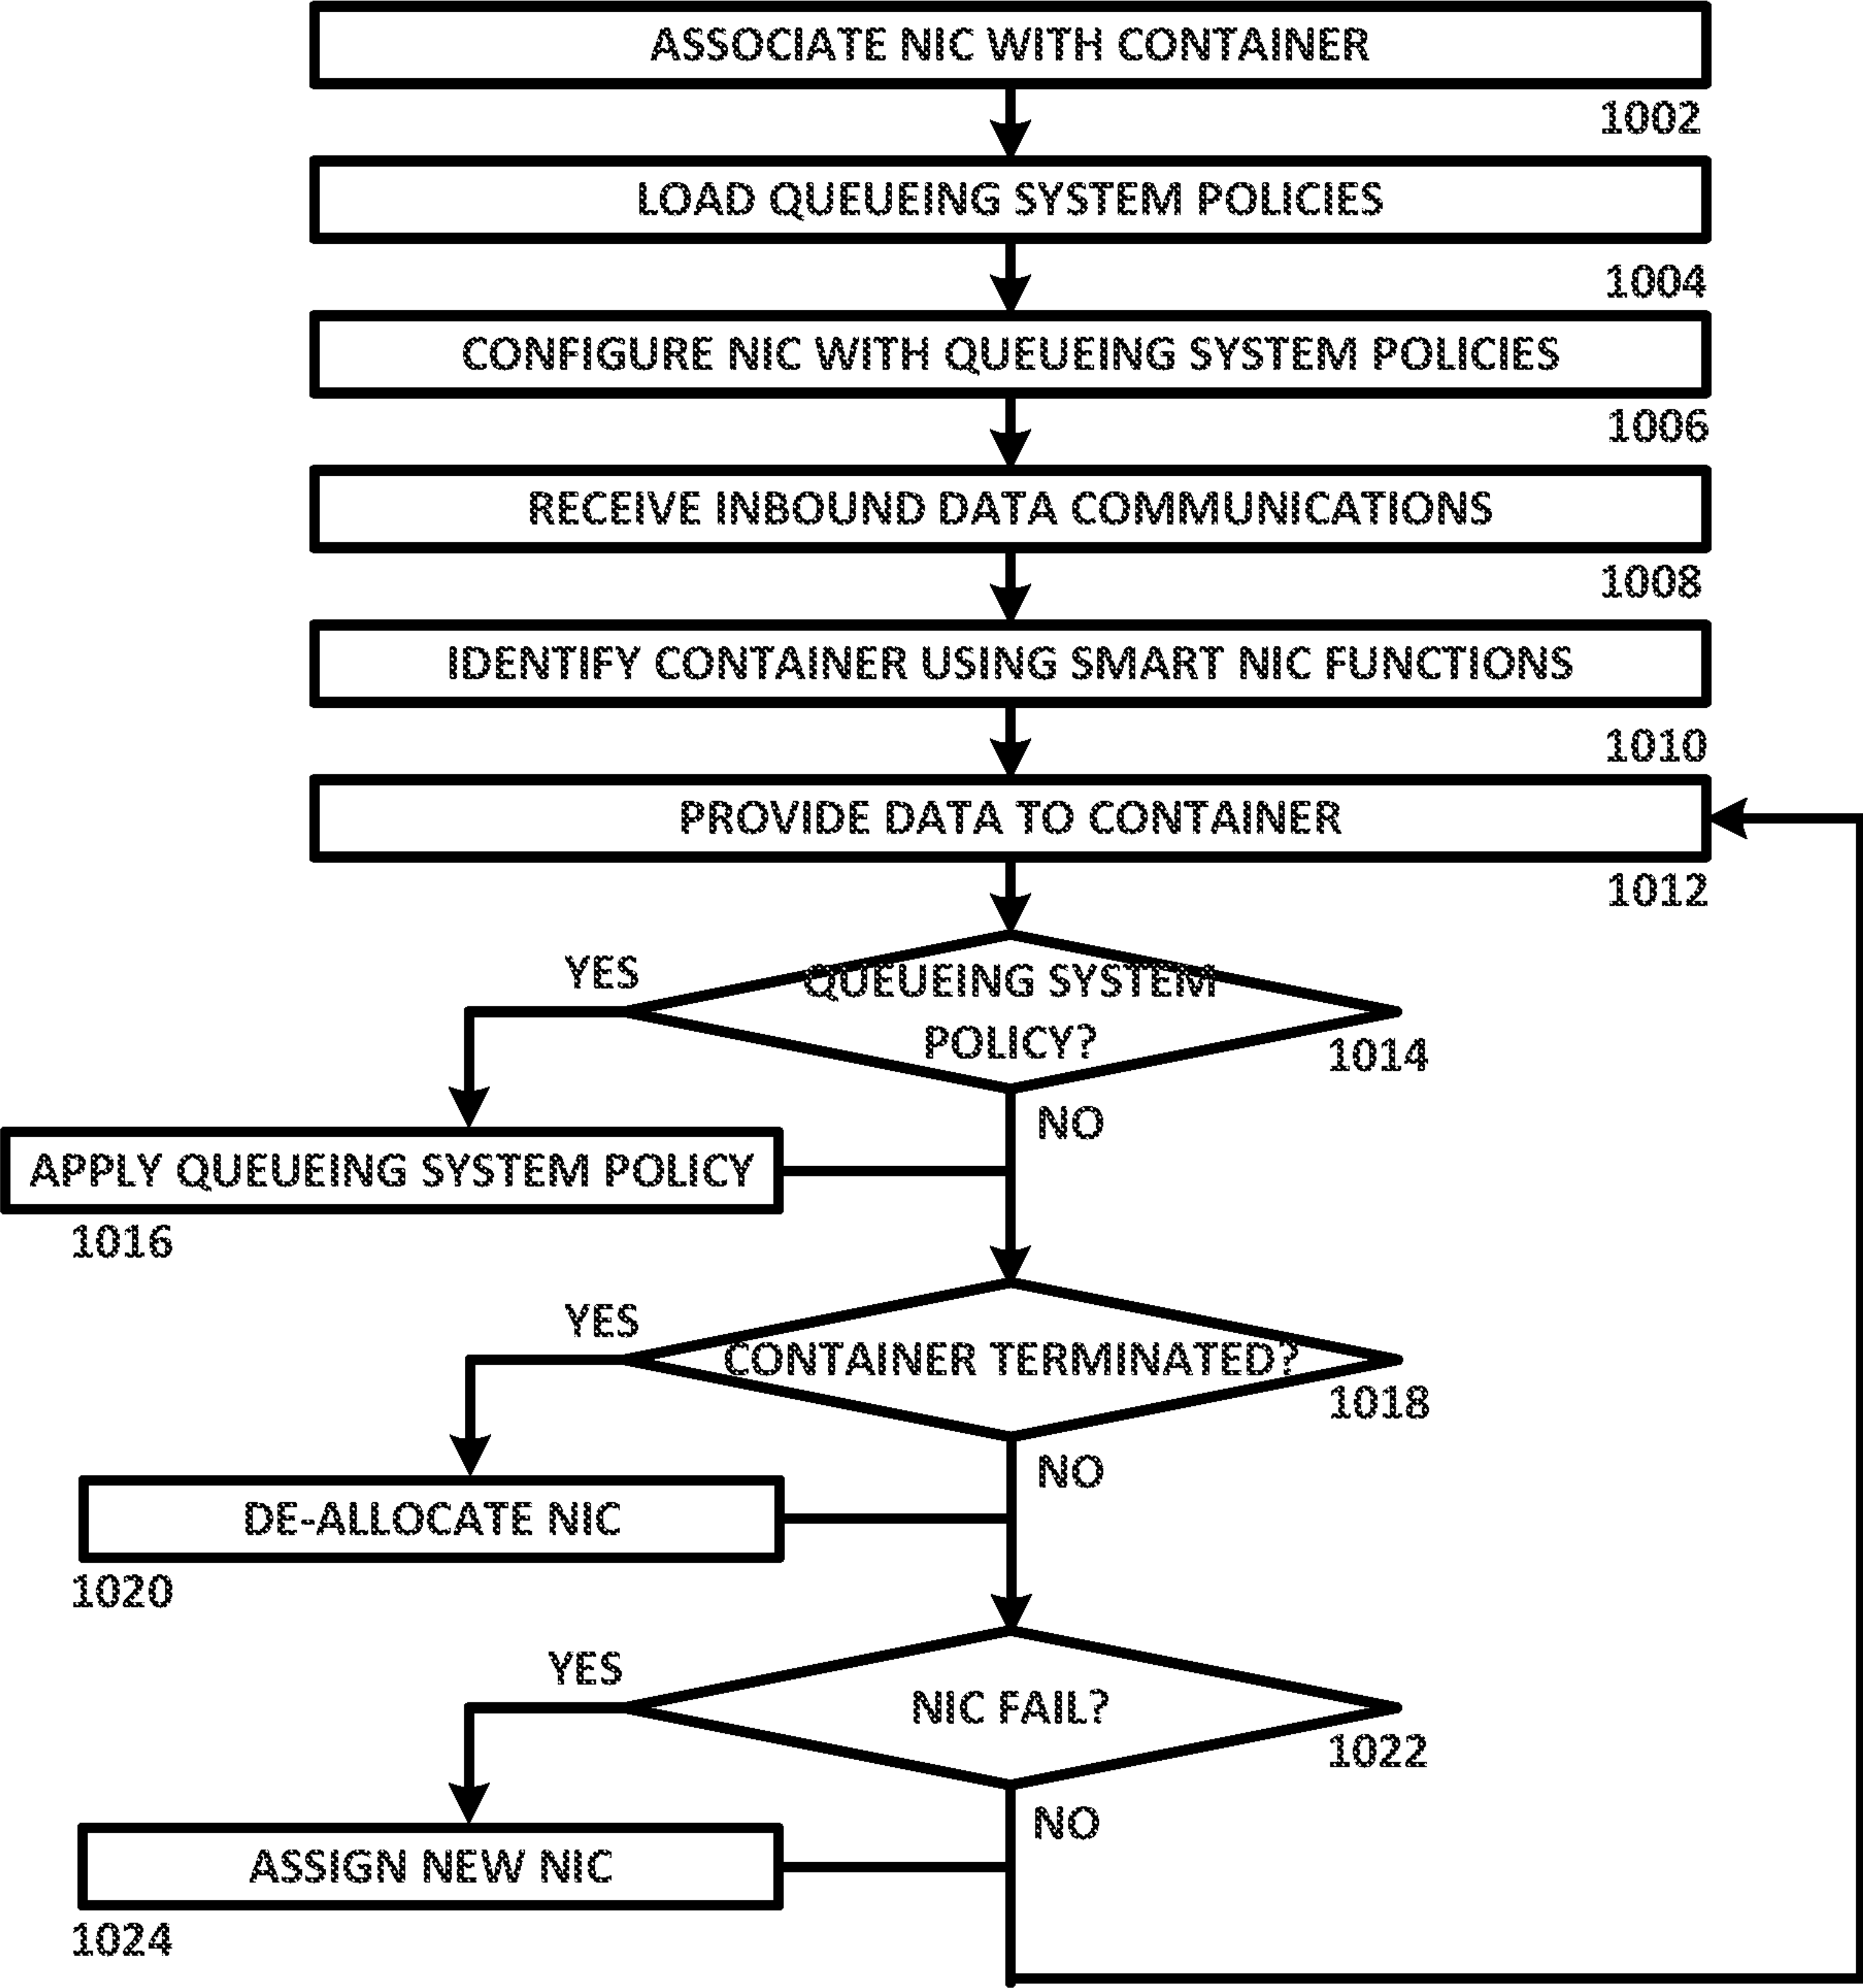 ASSOCIATE NIC WITH CONTAINER
1002
LOAD QUEUEING SYSTEM POLICIES
1004
CONFIGURE NIC WITH QUEUEING SYSTEM POLICIES
1006
RECEIVE INBOUND DATA COMMUNICATIONS
1008
IDENTIFY CONTAINER USING SMART NIC FUNCTIONS
1010
PROVIDE DATA TO CONTAINER
1012
YES
QUEUEING SYSTEM
POLICY?
1014
NO
APPLY QUEUEING SYSTEM POLICY
1016
YES
CONTAINER TERMINATED?
1018
NO
DE-ALLOCATE NIC
1020
YES
NIC FAIL?
1022
NO
ASSIGN NEW NIC
1024